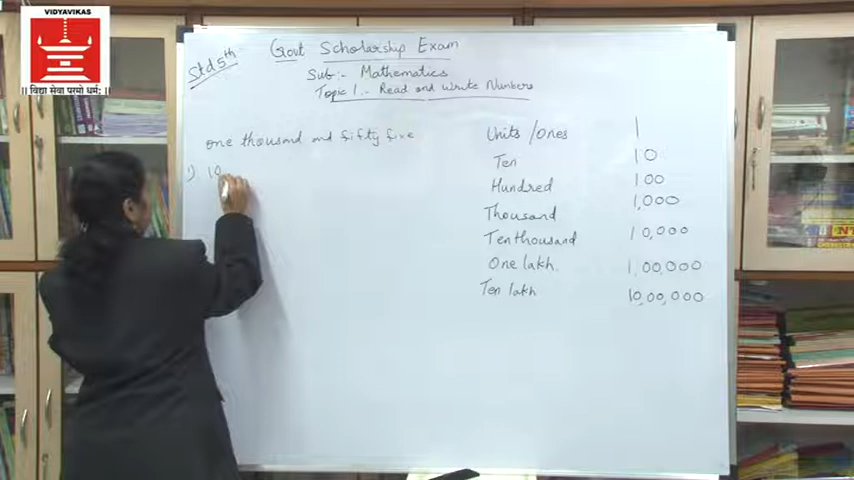 VIDYAVIKAS
|| विद्या सेवा परमो धर्म: ||
Std 5th
Govt Scholarship Exam
Sub:- Mathematics
Topic 1.- Read and Write Numbers
one thousand and fifty five
1) 10
Units /ones 1
Ten 10
Hundred 100
Thousand 1,000
Tenthousand 10,000
One lakh. 1,00,000
Ten lakh 10,00,000